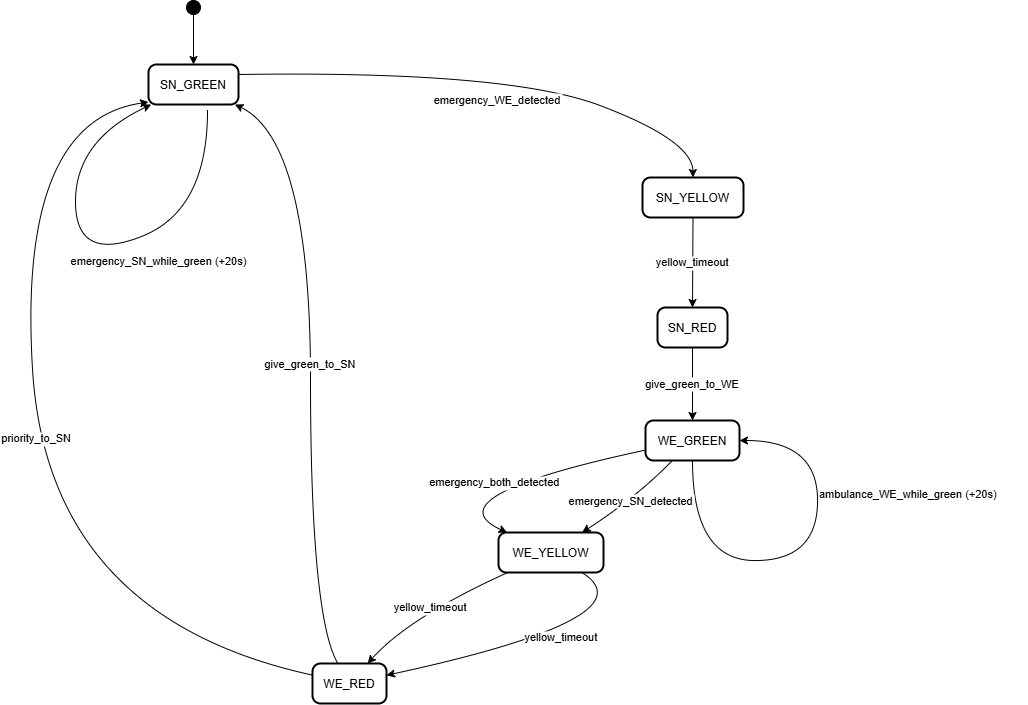 SN_GREEN
emergency_WE_detected
SN_YELLOW
emergency_SN_while_green (+20s)
yellow_timeout
SN_RED
give_green_to_SN
give_green_to_WE
priority_to_SN
WE_GREEN
emergency_both_detected
emergency_SN_detected
ambulance_WE_while_green (+20s)
WE_YELLOW
yellow_timeout
yellow_timeout
WE_RED